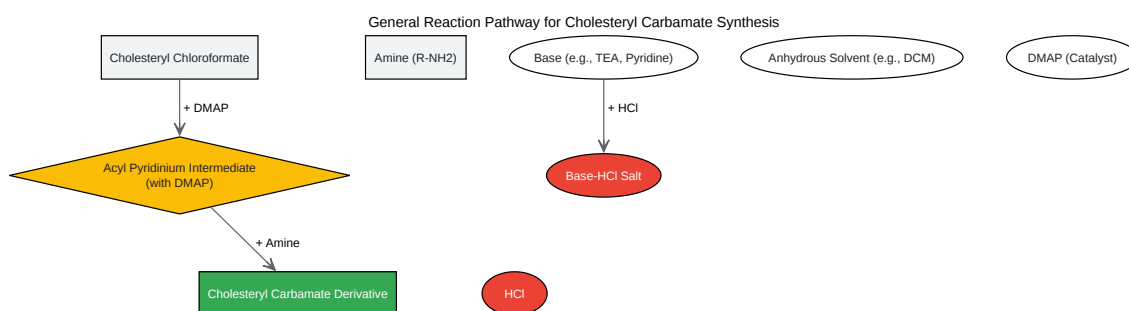 General Reaction Pathway for Cholesteryl Carbamate Synthesis
Cholesteryl Chloroformate
Amine (R-NH2)
Base (e.g., TEA, Pyridine)
Anhydrous Solvent (e.g., DCM)
DMAP (Catalyst)
+ DMAP
+ HCl
Acyl Pyridinium Intermediate
(with DMAP)
Base-HCl Salt
+ Amine
Cholesteryl Carbamate Derivative
HCl